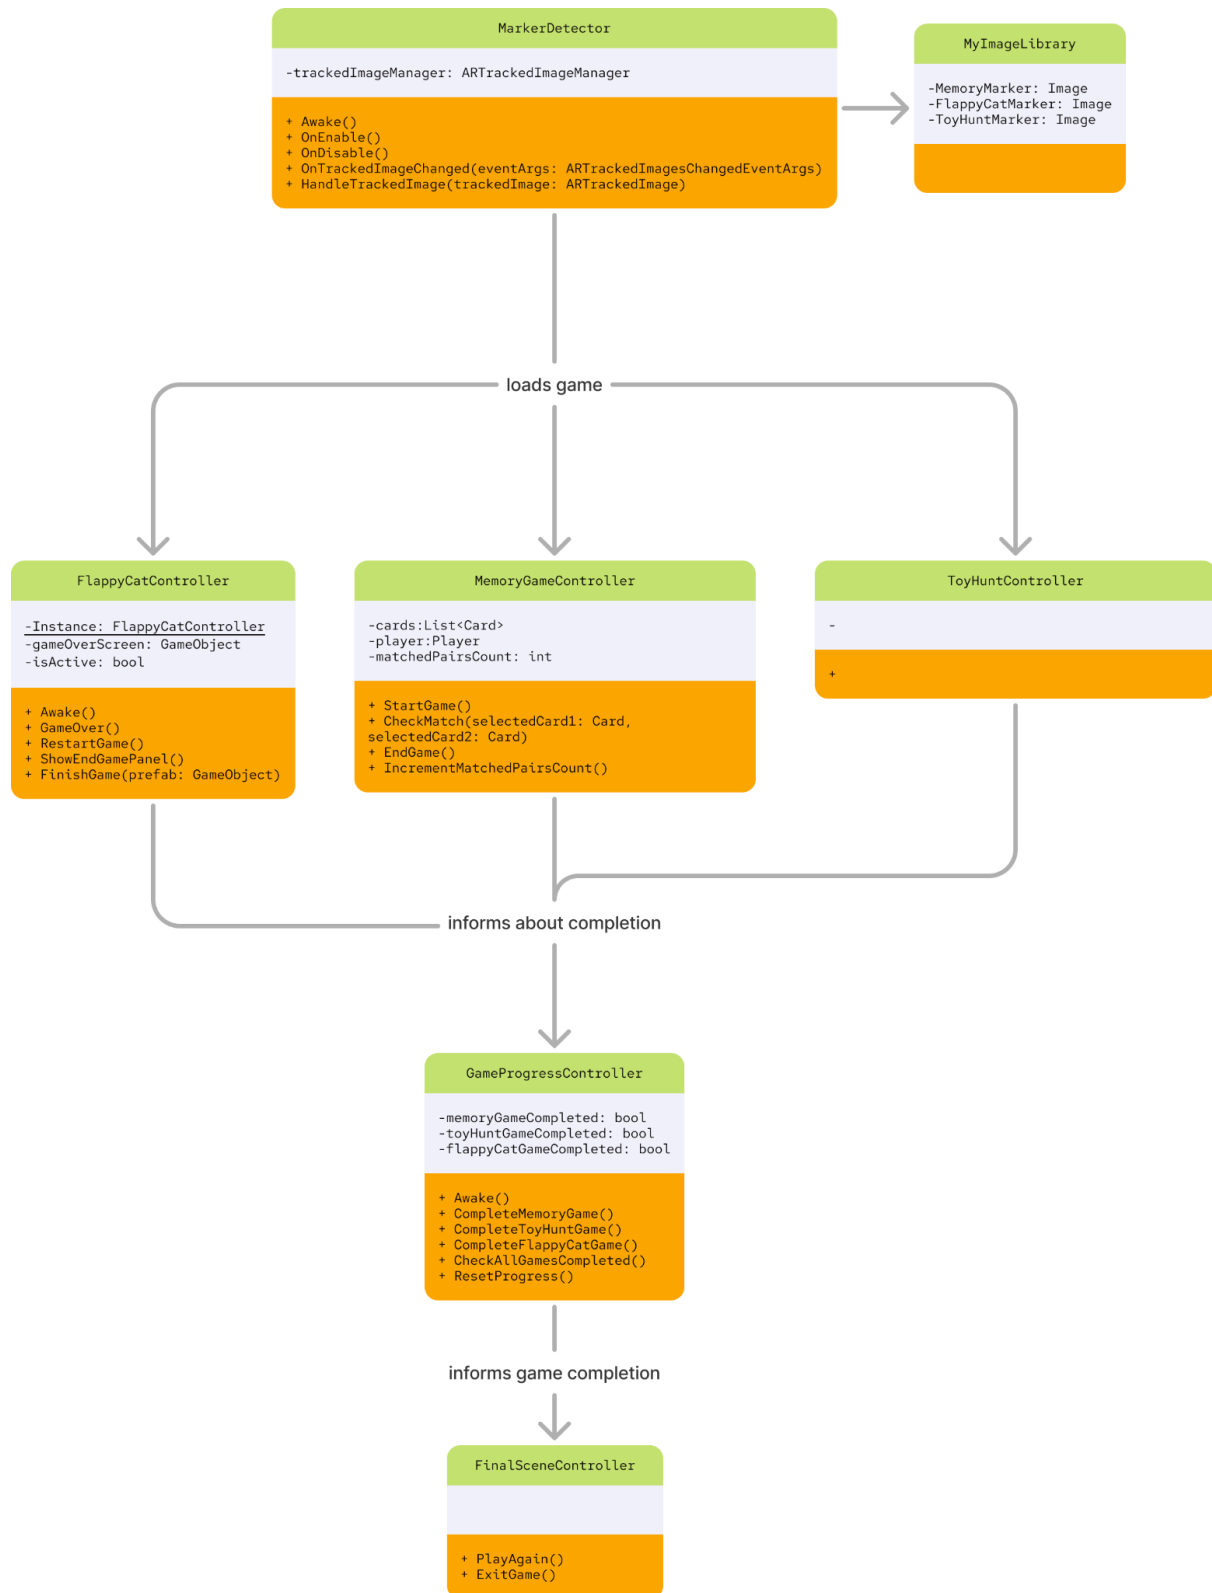 MarkerDetector
-trackedImageManager: ARTrackedImageManager
+ Awake()
+ OnEnable()
+ OnDisable()
+ OnTrackedImageChanged(eventArgs: ARTrackedImagesChangedEventArgs)
+ HandleTrackedImage(trackedImage: ARTrackedImage)
MyImageLibrary
-MemoryMarker: Image
-FlappyCatMarker: Image
-ToyHuntMarker: Image
loads game
FlappyCatController
-Instance: FlappyCatController
-gameOverScreen: GameObject
-isActive: bool
+ Awake()
+ GameOver()
+ RestartGame()
+ ShowEndGamePanel()
+ FinishGame(prefab: GameObject)
MemoryGameController
-cards:List<Card>
-player:Player
-matchedPairsCount: int
+ StartGame()
+ CheckMatch(selectedCard1: Card,
selectedCard2: Card)
+ EndGame()
+ IncrementMatchedPairsCount()
ToyHuntController
-
+
informs about completion
GameProgressController
-memoryGameCompleted: bool
-toyHuntGameCompleted: bool
-flappyCatGameCompleted: bool
+ Awake()
+ CompleteMemoryGame()
+ CompleteToyHuntGame()
+ CompleteFlappyCatGame()
+ CheckAllGamesCompleted()
+ ResetProgress()
informs game completion
FinalSceneController
+ PlayAgain()
+ ExitGame()